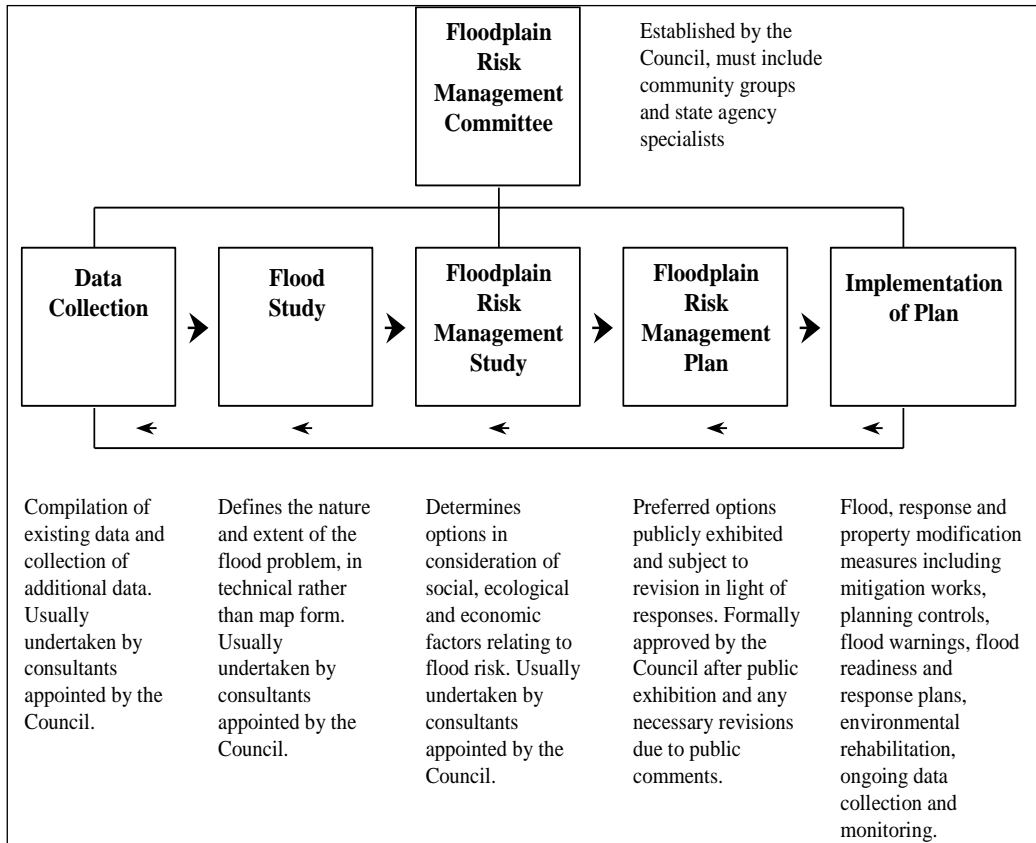 Floodplain
Risk
Management
Committee
Established by the
Council, must include
community groups
and state agency
specialists
Data
Collection
Flood
Study
Floodplain
Risk
Management
Study
Floodplain
Risk
Management
Plan
Implementation
of Plan
Compilation of
existing data and
collection of
additional data.
Usually
undertaken by
consultants
appointed by the
Council.
Defines the nature
and extent of the
flood problem, in
technical rather
than map form.
Usually
undertaken by
consultants
appointed by the
Council.
Determines
options in
consideration of
social, ecological
and economic
factors relating to
flood risk. Usually
undertaken by
consultants
appointed by the
Council.
Preferred options
publicly exhibited
and subject to
revision in light of
responses. Formally
approved by the
Council after public
exhibition and any
necessary revisions
due to public
comments.
Flood, response and
property modification
measures including
mitigation works,
planning controls,
flood warnings, flood
readiness and
response plans,
environmental
rehabilitation,
ongoing data
collection and
monitoring.